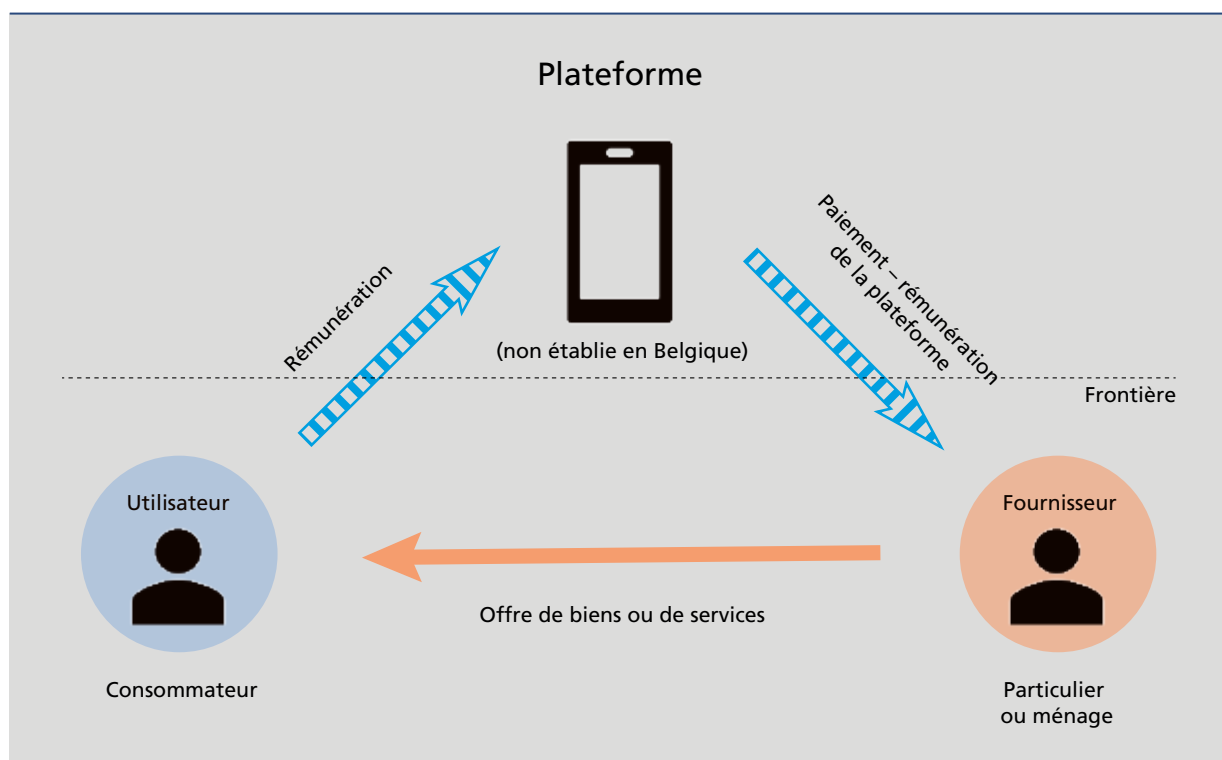 Plateforme
Rémunération
Paiement – rémunération
de la plateforme
(non établie en Belgique)
Frontière
Utilisateur
Fournisseur
Offre de biens ou de services
Consommateur
Particulier
ou ménage